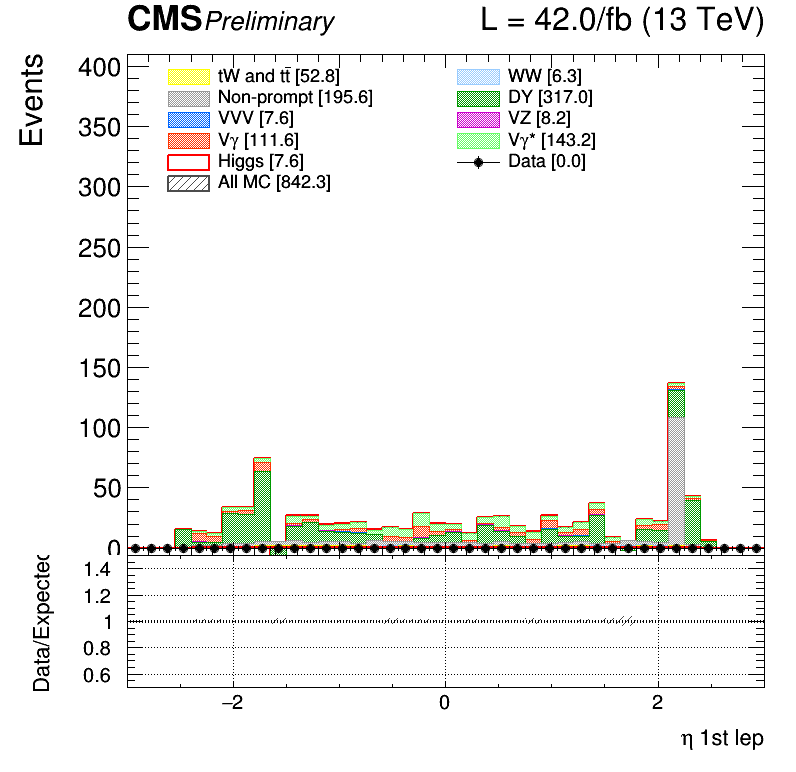 CMS Preliminary L = 42.0/fb (13 TeV)
Events
400
350
300
250
200
150
100
50
0
tW and tt̄ [52.8]
Non-prompt [195.6]
VVV [7.6]
Vγ [111.6]
Higgs [7.6]
All MC [842.3]
WW [6.3]
DY [317.0]
VZ [8.2]
Vγ* [143.2]
Data [0.0]
Data/Expected
1.4
1.2
1
0.8
0.6
−2 0 2
η 1st lep